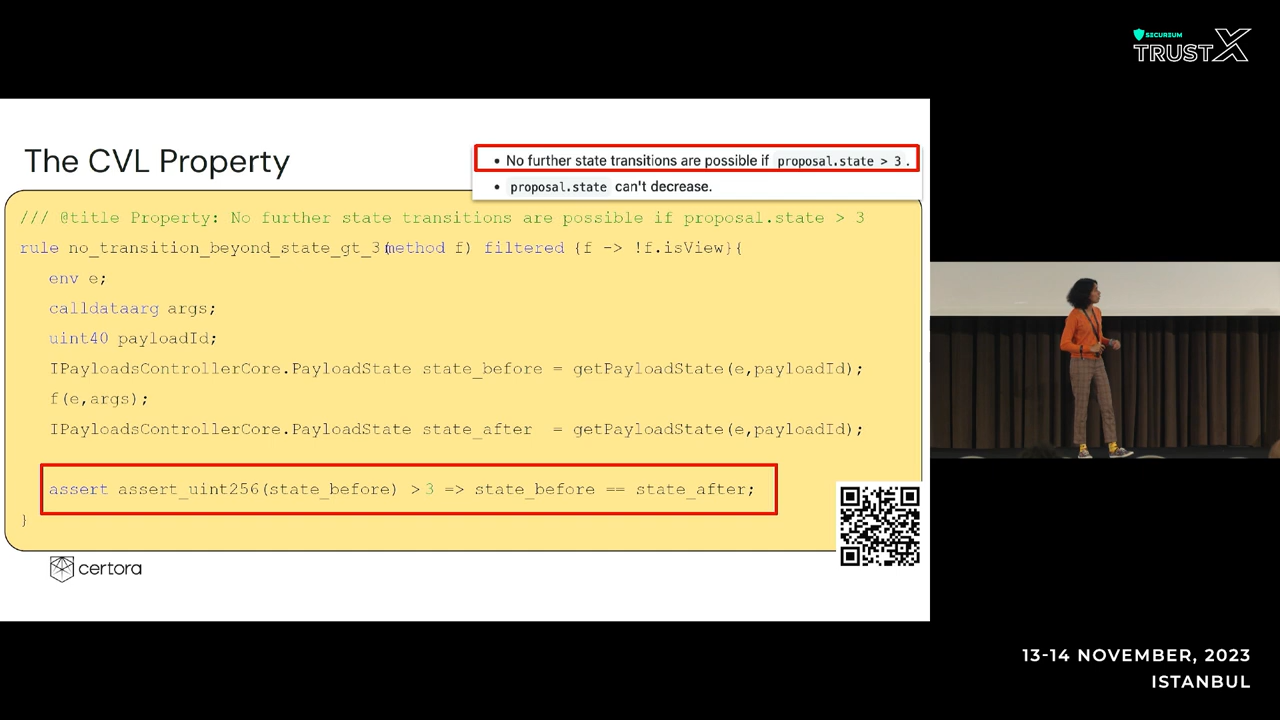 SECUREUM
TRUSTX
The CVL Property
• No further state transitions are possible if proposal.state > 3 .
• proposal.state can't decrease.
/// @title Property: No further state transitions are possible if proposal.state > 3
rule no_transition_beyond_state_gt_3(method f) filtered {f -> !f.isView}{
env e;
calldataarg args;
uint40 payloadId;
IPayloadsControllerCore.PayloadState state_before = getPayloadState(e,payloadId);
f(e,args);
IPayloadsControllerCore.PayloadState state_after = getPayloadState(e,payloadId);
assert assert_uint256(state_before) >3 => state_before == state_after;
}
certora
13-14 NOVEMBER, 2023
ISTANBUL